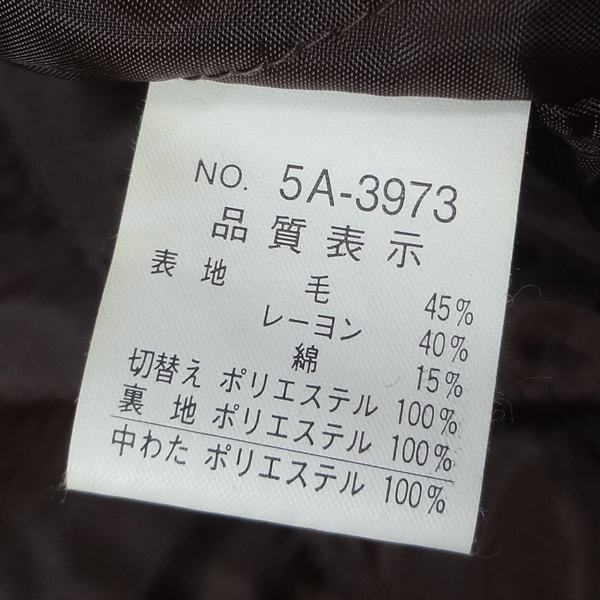 NO. 5A-3973
品質表示
表地 毛 45%
レーヨン 40%
綿 15%
切替え ポリエステル 100%
裏地 ポリエステル 100%
中わた ポリエステル 100%